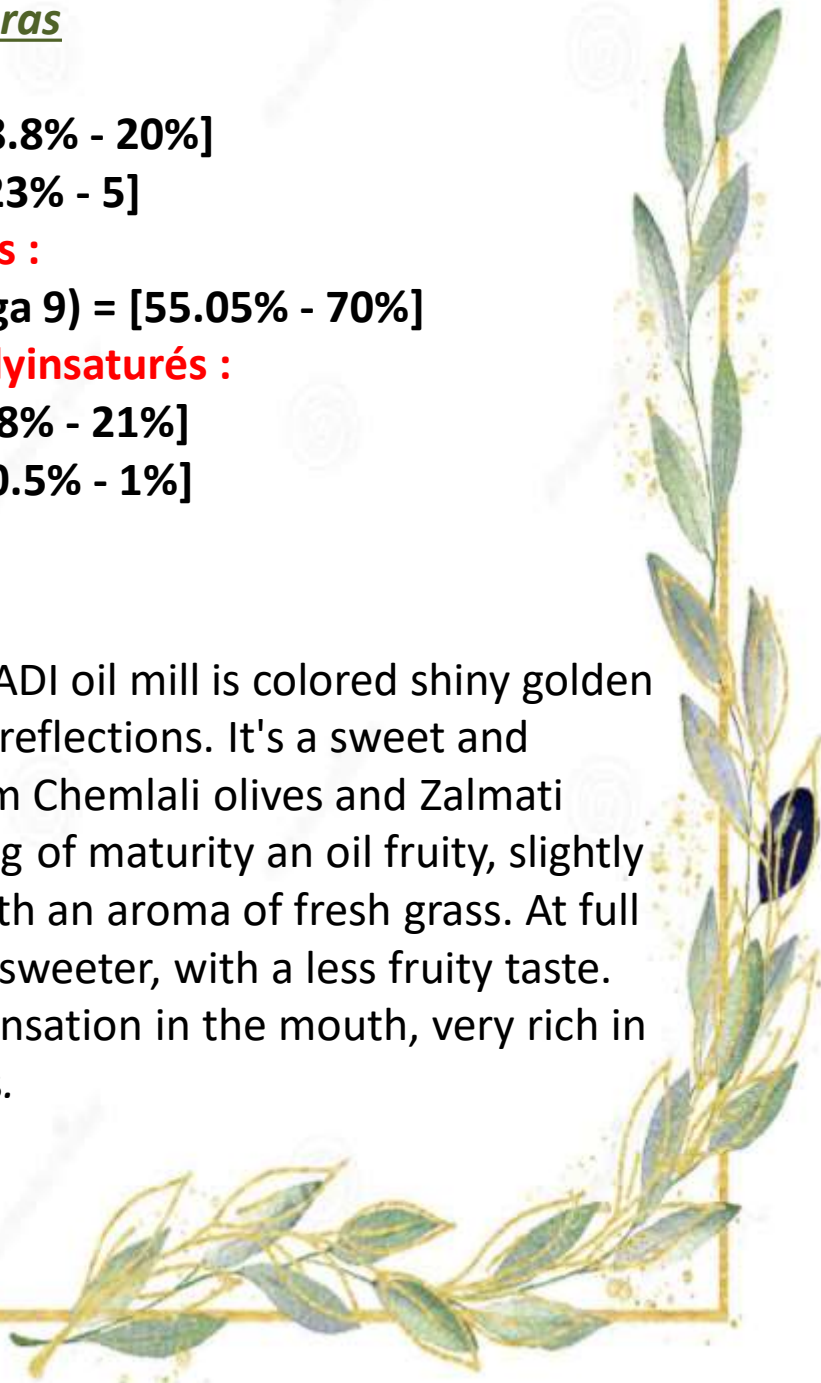 ras
8.8% - 20%]
23% - 5]
s :
ga 9) = [55.05% - 70%]
lyinsaturés :
8% - 21%]
0.5% - 1%]
ADI oil mill is colored shiny golden
reflections. It's a sweet and
m Chemlali olives and Zalmati
g of maturity an oil fruity, slightly
th an aroma of fresh grass. At full
sweeter, with a less fruity taste.
nsation in the mouth, very rich in
s.